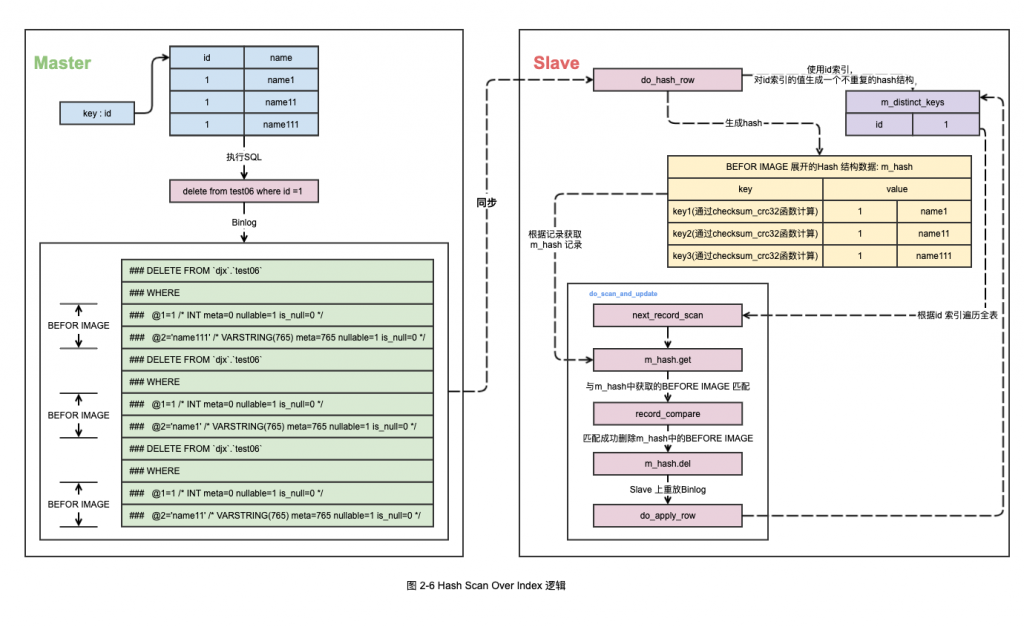 Master
key : id
id name
1 name1
1 name11
1 name111
执行SQL
delete from test06 where id =1
Binlog
### DELETE FROM `djx`.`test06`
### WHERE
### @1=1 /* INT meta=0 nullable=1 is_null=0 */
### @2='name111' /* VARSTRING(765) meta=765 nullable=1 is_null=0 */
### DELETE FROM `djx`.`test06`
### WHERE
### @1=1 /* INT meta=0 nullable=1 is_null=0 */
### @2='name1' /* VARSTRING(765) meta=765 nullable=1 is_null=0 */
### DELETE FROM `djx`.`test06`
### WHERE
### @1=1 /* INT meta=0 nullable=1 is_null=0 */
### @2='name11' /* VARSTRING(765) meta=765 nullable=1 is_null=0 */
BEFOR IMAGE
BEFOR IMAGE
BEFOR IMAGE
同步
Slave
do_hash_row
使用id索引,
对id索引的值生成一个不重复的hash结构,
m_distinct_keys
id 1
生成hash
BEFOR IMAGE 展开的Hash 结构数据: m_hash
key value
key1(通过checksum_crc32函数计算) 1 name1
key2(通过checksum_crc32函数计算) 1 name11
key3(通过checksum_crc32函数计算) 1 name111
根据记录获取
m_hash 记录
do_scan_and_update
next_record_scan
根据id 索引遍历全表
m_hash.get
与m_hash中获取的BEFORE IMAGE 匹配
record_compare
匹配成功删除m_hash中的BEFORE IMAGE
m_hash.del
Slave 上重放Binlog
do_apply_row
图 2-6 Hash Scan Over Index 逻辑